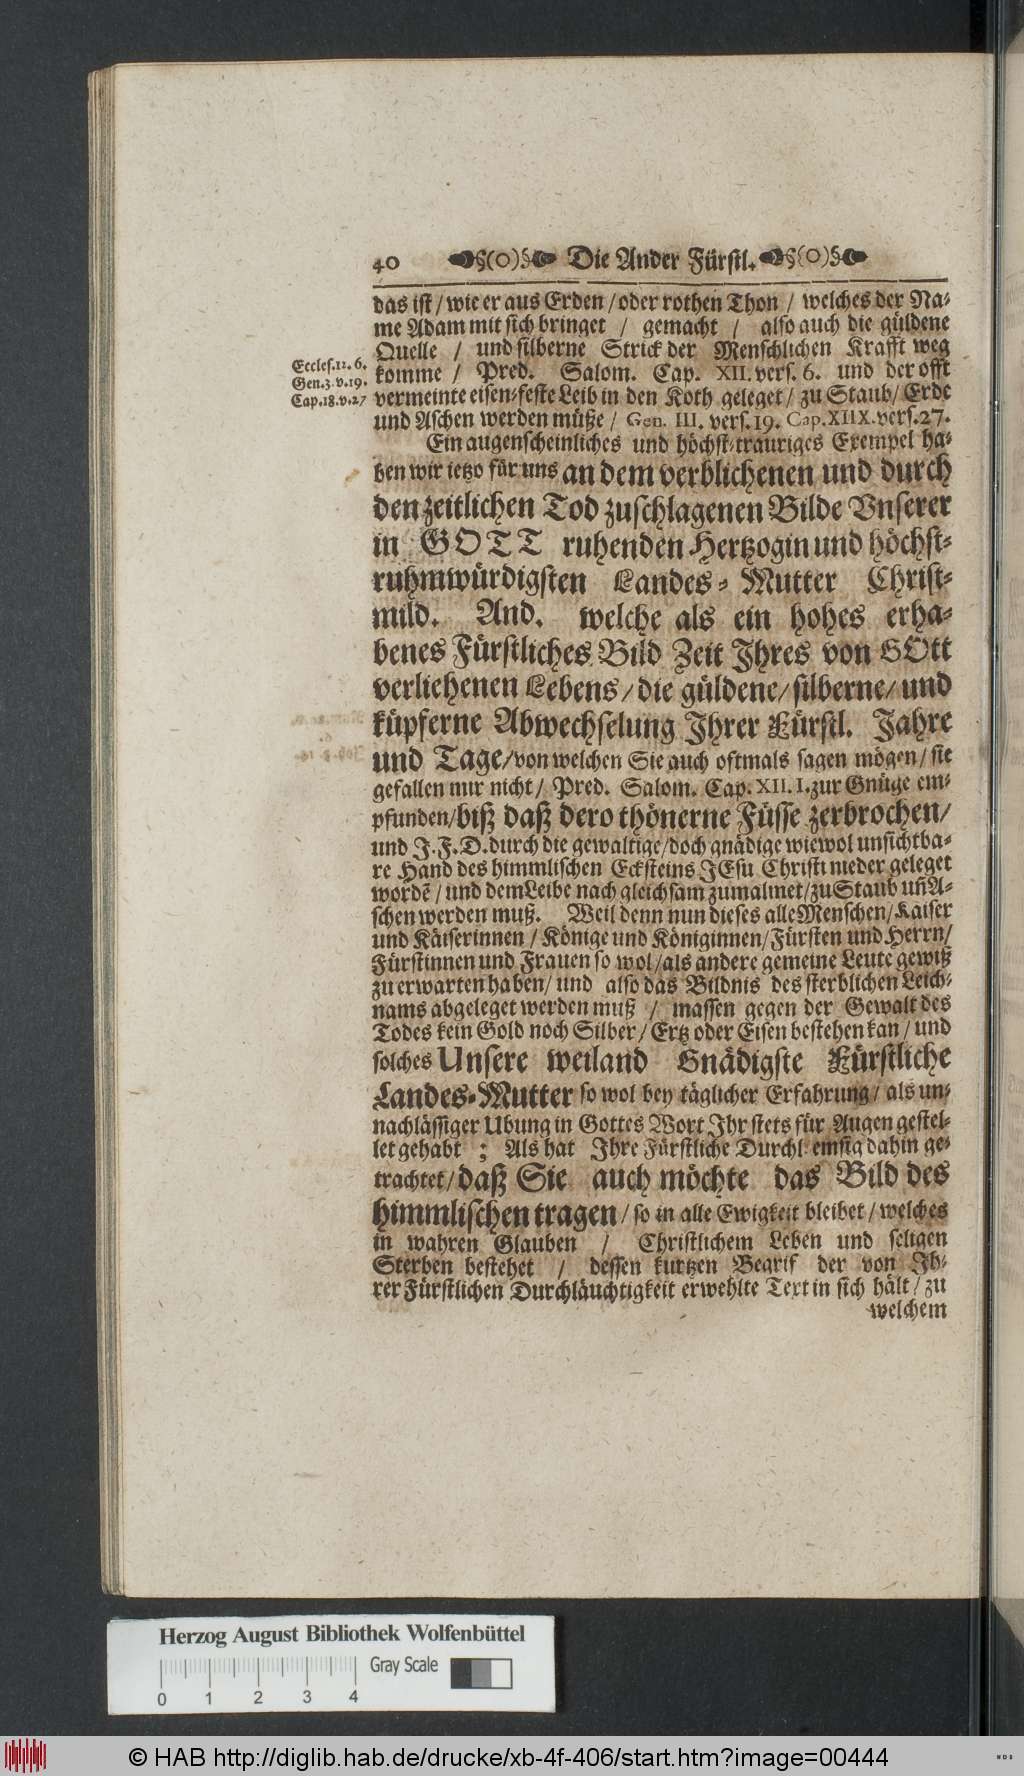 40 §(O)§ Die Ander Fürstl. §(O)§
das ist / wie er aus Erden / oder rothen Thon / welches der Na-
me Adam mit sich bringet / gemacht / also auch die güldene
Quelle / und silberne Strick der Menschlichen Krafft weg
komme / Pred. Salom. Cap. XII. vers. 6. und der offt
vermeinte eisen-feste Leib in den Koth geleget / zu Staub / Erde
und Aschen werden müße / Gen. III. vers. 19. Cap. XIIX. vers. 27.
Eccles. 12. 6.
Gen. 3. v. 19.
Cap. 18. v. 27
Ein augenscheinliches und höchst-trauriges Exempel ha-
ben wir ietzo für uns an dem verblichenen und durch
den zeitlichen Tod zuschlagenen Bilde Vnserer
in GOTT ruhenden Hertzogin und höchst-
ruhmwürdigsten Landes-Mutter Christ-
mild. And. welche als ein hohes erha-
benes Fürstliches Bild Zeit Ihres von GOtt
verliehenen Lebens / die güldene / silberne / und
küpferne Abwechselung Ihrer Fürstl. Jahre
und Tage / von welchen Sie auch oftmals sagen mögen / sie
gefallen mir nicht / Pred. Salom. Cap. XII. I. zur Gnüge em-
pfunden / biß daß dero thönerne Füsse zerbrochen /
und J. F. D. durch die gewaltige / doch gnädige wiewol unsichtba-
re Hand des himmlischen Ecksteins JEsu Christi nieder geleget
wordē / und dem Leibe nach gleichsam zumalmet / zu Staub uñ A-
schen werden muß. Weil denn nun dieses alle Menschen / Kaiser
und Käiserinnen / Könige und Königinnen / Fürsten und Herrn /
Fürstinnen und Frauen so wol / als andere gemeine Leute gewiß
zu erwarten haben / und also das Bildnis des sterblichen Leich-
nams abgeleget werden muß / massen gegen der Gewalt des
Todes kein Gold noch Silber / Ertz oder Eisen bestehen kan / und
solches Unsere weiland Gnädigste Fürstliche
Landes-Mutter so wol bey täglicher Erfahrung / als un-
nachlässiger Ubung in Gottes Wort Ihr stets für Augen gestel-
let gehabt ; Als hat Ihre Fürstliche Durchl. emsig dahin ge-
trachtet / daß Sie auch möchte das Bild des
himmlischen tragen / so in alle Ewigkeit bleibet / welches
in wahren Glauben / Christlichem Leben und seligen
Sterben bestehet / dessen kurtzen Begrif der von Ih-
rer Fürstlichen Durchläuchtigkeit erwehlte Text in sich hält / zu
welchem
Herzog August Bibliothek Wolfenbüttel
Gray Scale
0 1 2 3 4
© HAB http://diglib.hab.de/drucke/xb-4f-406/start.htm?image=00444